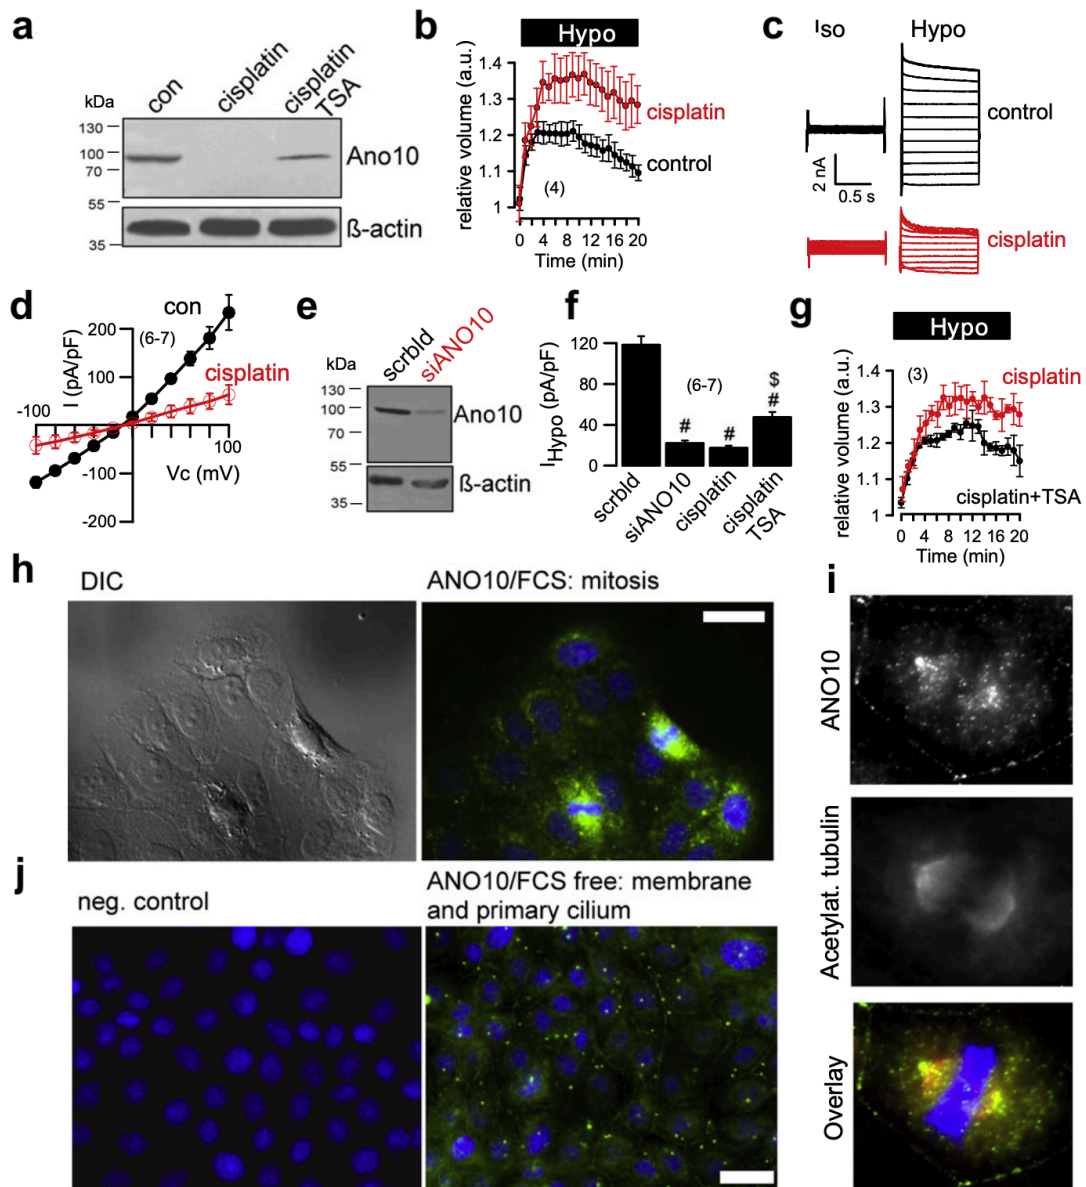 a
kDa
con
cisplatin
cisplatin
TSA
130
100
70
55
35
Ano10
ß-actin
b
Hypo
relative volume (a.u.)
1.4
1.3
1.2
1.1
1
cisplatin
control
(4)
0 4 8 12 16 20
Time (min)
c
Iso
Hypo
control
2 nA
0.5 s
cisplatin
d
con
200
(6-7)
I (pA/pF)
100
cisplatin
-100
100
Vc (mV)
-100
-200
e
kDa
scrbld
siANO10
130
100
70
55
35
Ano10
ß-actin
f
IHypo (pA/pF)
120
80
40
0
(6-7)
$
#
#
#
scrbld
siANO10
cisplatin
cisplatin
TSA
g
Hypo
relative volume (a.u.)
1.4
1.3
1.2
1.1
1
(3)
cisplatin
cisplatin+TSA
0 4 8 12 16 20
Time (min)
h
DIC
ANO10/FCS: mitosis
i
ANO10
Acetylat. tubulin
Overlay
j
neg. control
ANO10/FCS free: membrane
and primary cilium